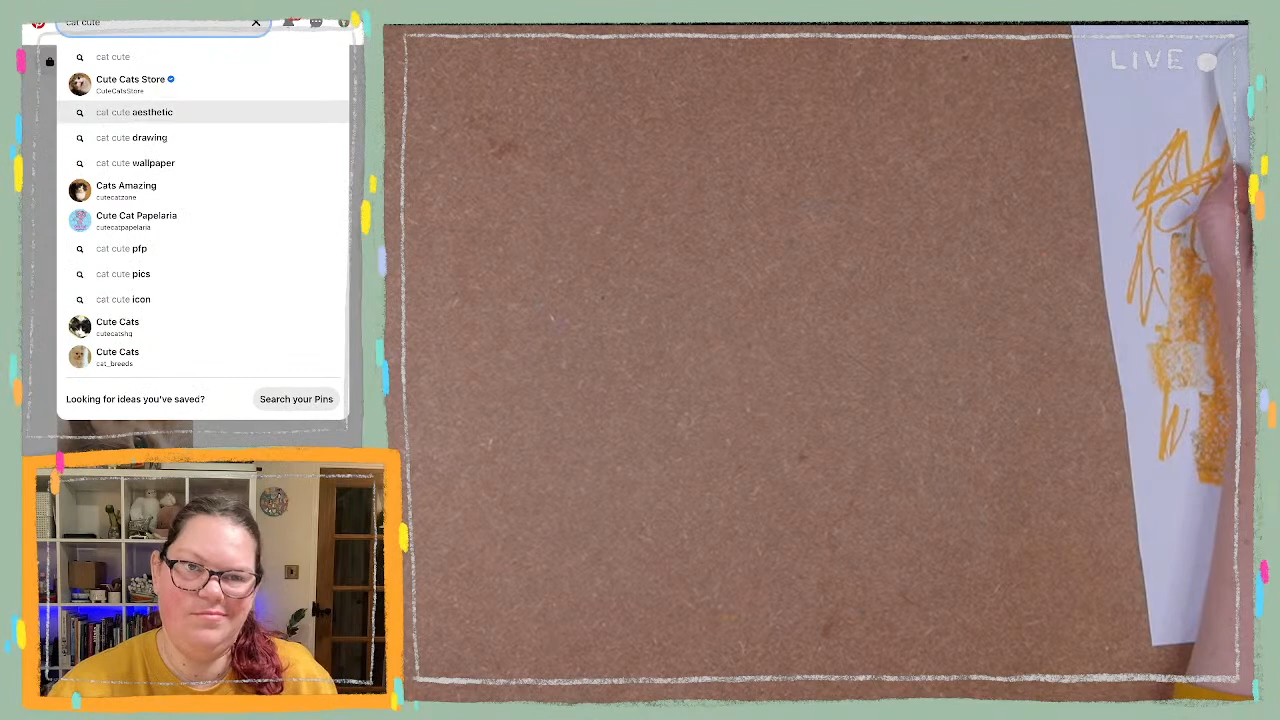 cat cute
cat cute
Cute Cats Store
CuteCatsStore
cat cute aesthetic
cat cute drawing
cat cute wallpaper
Cats Amazing
cutecatzone
Cute Cat Papelaria
cutecatpapelaria
cat cute pfp
cat cute pics
cat cute icon
Cute Cats
cutecatshq
Cute Cats
cat_breeds
Looking for ideas you've saved?
Search your Pins
LIVE